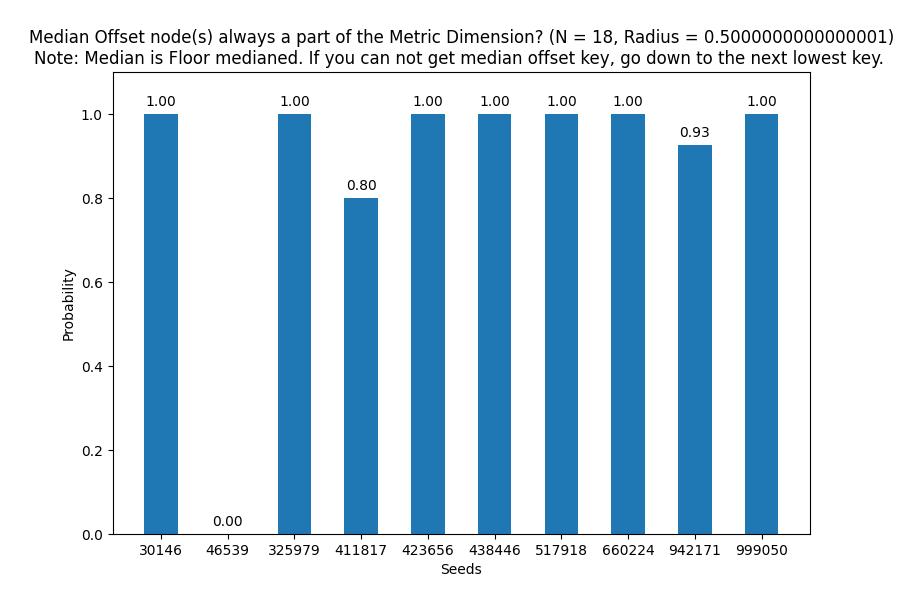 Median Offset node(s) always a part of the Metric Dimension? (N = 18, Radius = 0.5000000000000001)
Note: Median is Floor medianed. If you can not get median offset key, go down to the next lowest key.
1.00 1.00 1.00 1.00 1.00 1.00 1.00
0.93
0.80
0.00
1.0
0.8
0.6
0.4
0.2
0.0
Probability
30146 46539 325979 411817 423656 438446 517918 660224 942171 999050
Seeds